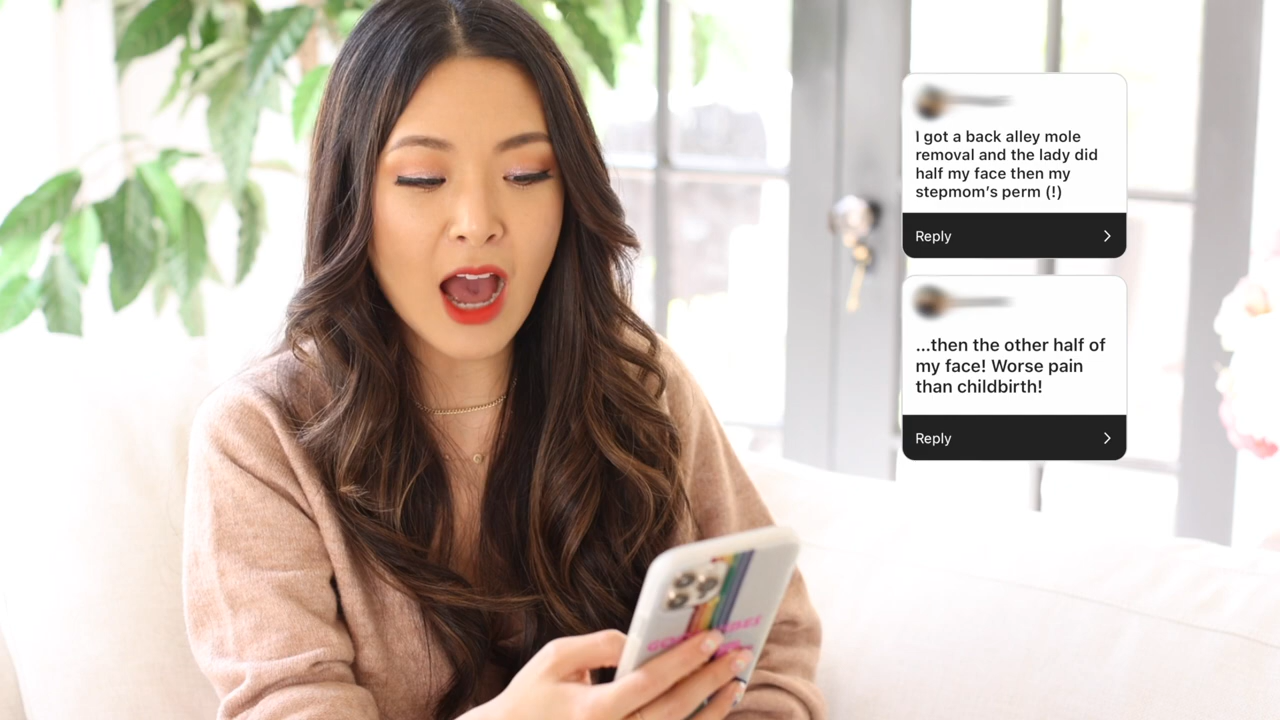 I got a back alley mole
removal and the lady did
half my face then my
stepmom’s perm (!)
Reply
...then the other half of
my face! Worse pain
than childbirth!
Reply